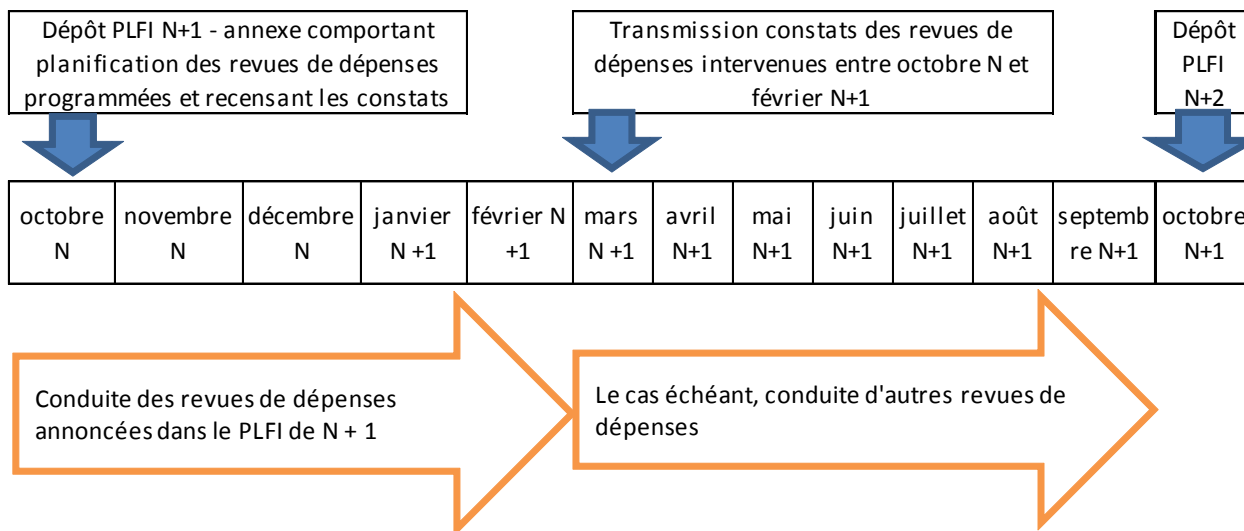 Dépôt PLFI N+1 - annexe comportant
planification des revues de dépenses
programmées et recensant les constats
Transmission constats des revues de
dépenses intervenues entre octobre N et
février N+1
Dépôt
PLFI
N+2
octobre
N
novembre
N
décembre
N
janvier
N +1
février N
+1
mars
N +1
avril
N+1
mai
N+1
juin
N+1
juillet
N+1
août
N+1
septemb
re N+1
octobre
N+1
Conduite des revues de dépenses
annoncées dans le PLFI de N + 1
Le cas échéant, conduite d'autres revues de
dépenses